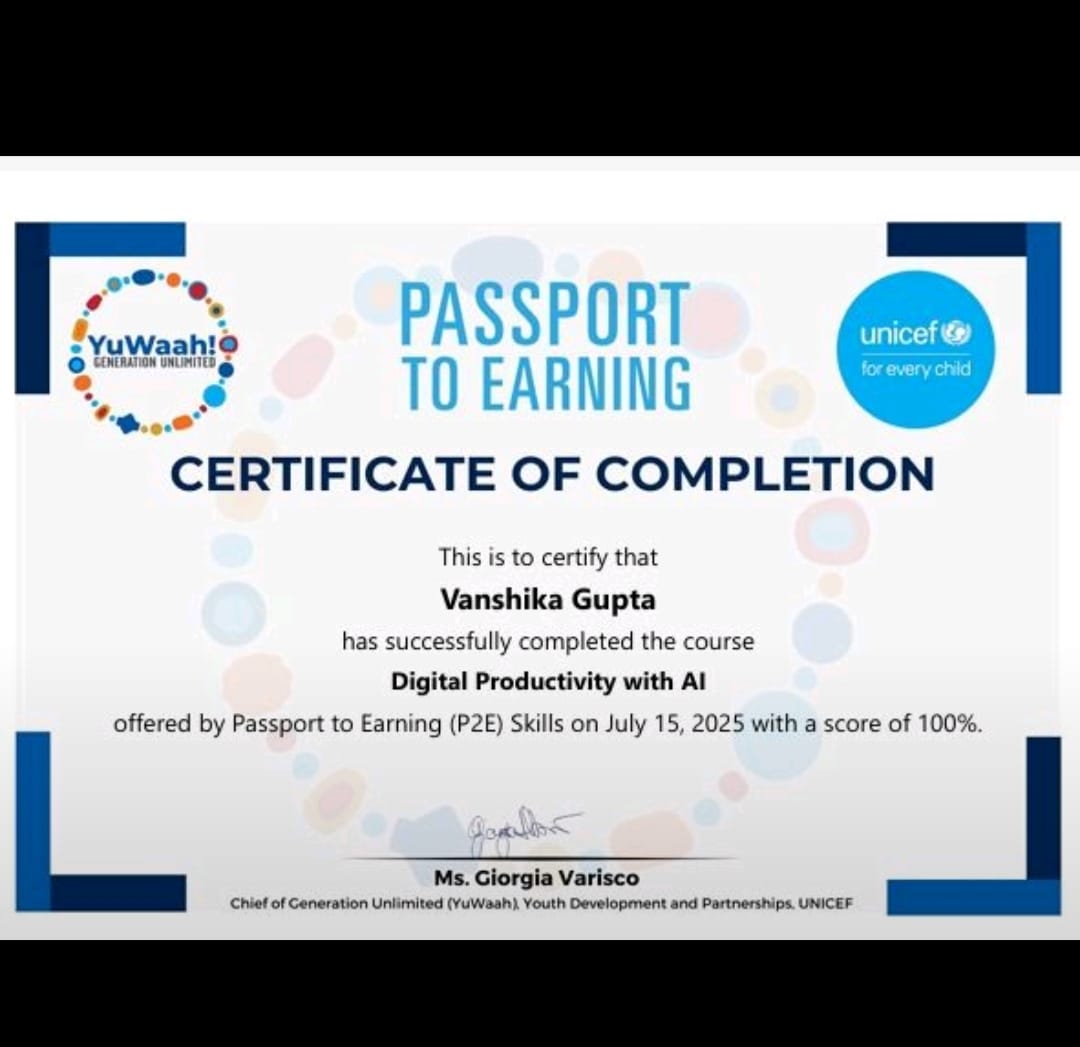 YuWaah!
GENERATION UNLIMITED
PASSPORT
TO EARNING
unicef
for every child
CERTIFICATE OF COMPLETION
This is to certify that
Vanshika Gupta
has successfully completed the course
Digital Productivity with AI
offered by Passport to Earning (P2E) Skills on July 15, 2025 with a score of 100%.
Ms. Giorgia Varisco
Chief of Generation Unlimited (YuWaah), Youth Development and Partnerships, UNICEF